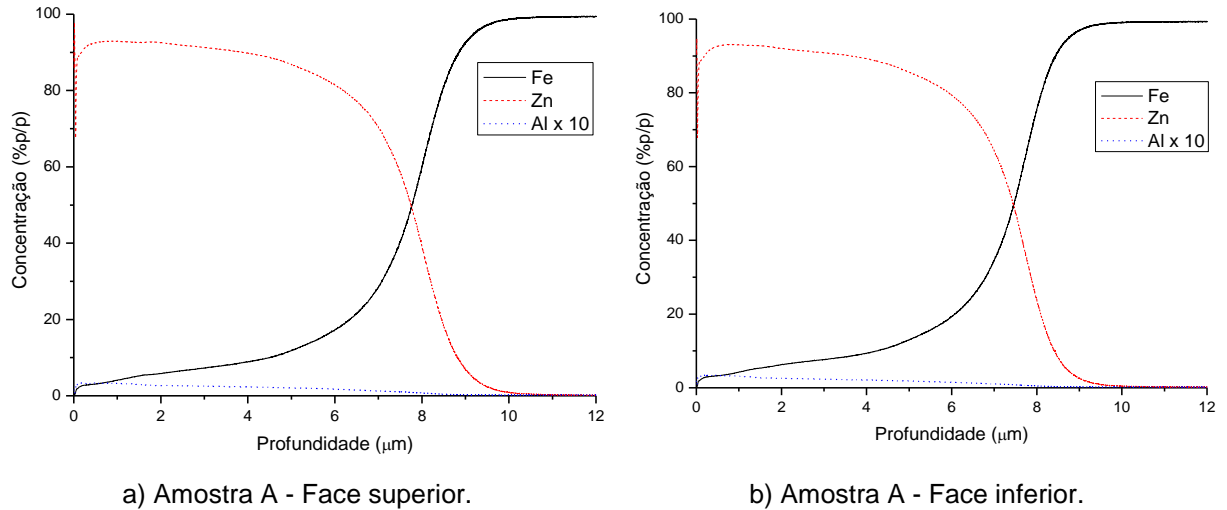 100
80
60
40
20
0
Concentração (%p/p)
0 2 4 6 8 10 12
Profundidade (μm)
Fe
Zn
Al x 10
a) Amostra A - Face superior.
100
80
60
40
20
0
Concentração (%p/p)
0 2 4 6 8 10 12
Profundidade (μm)
Fe
Zn
Al x 10
b) Amostra A - Face inferior.